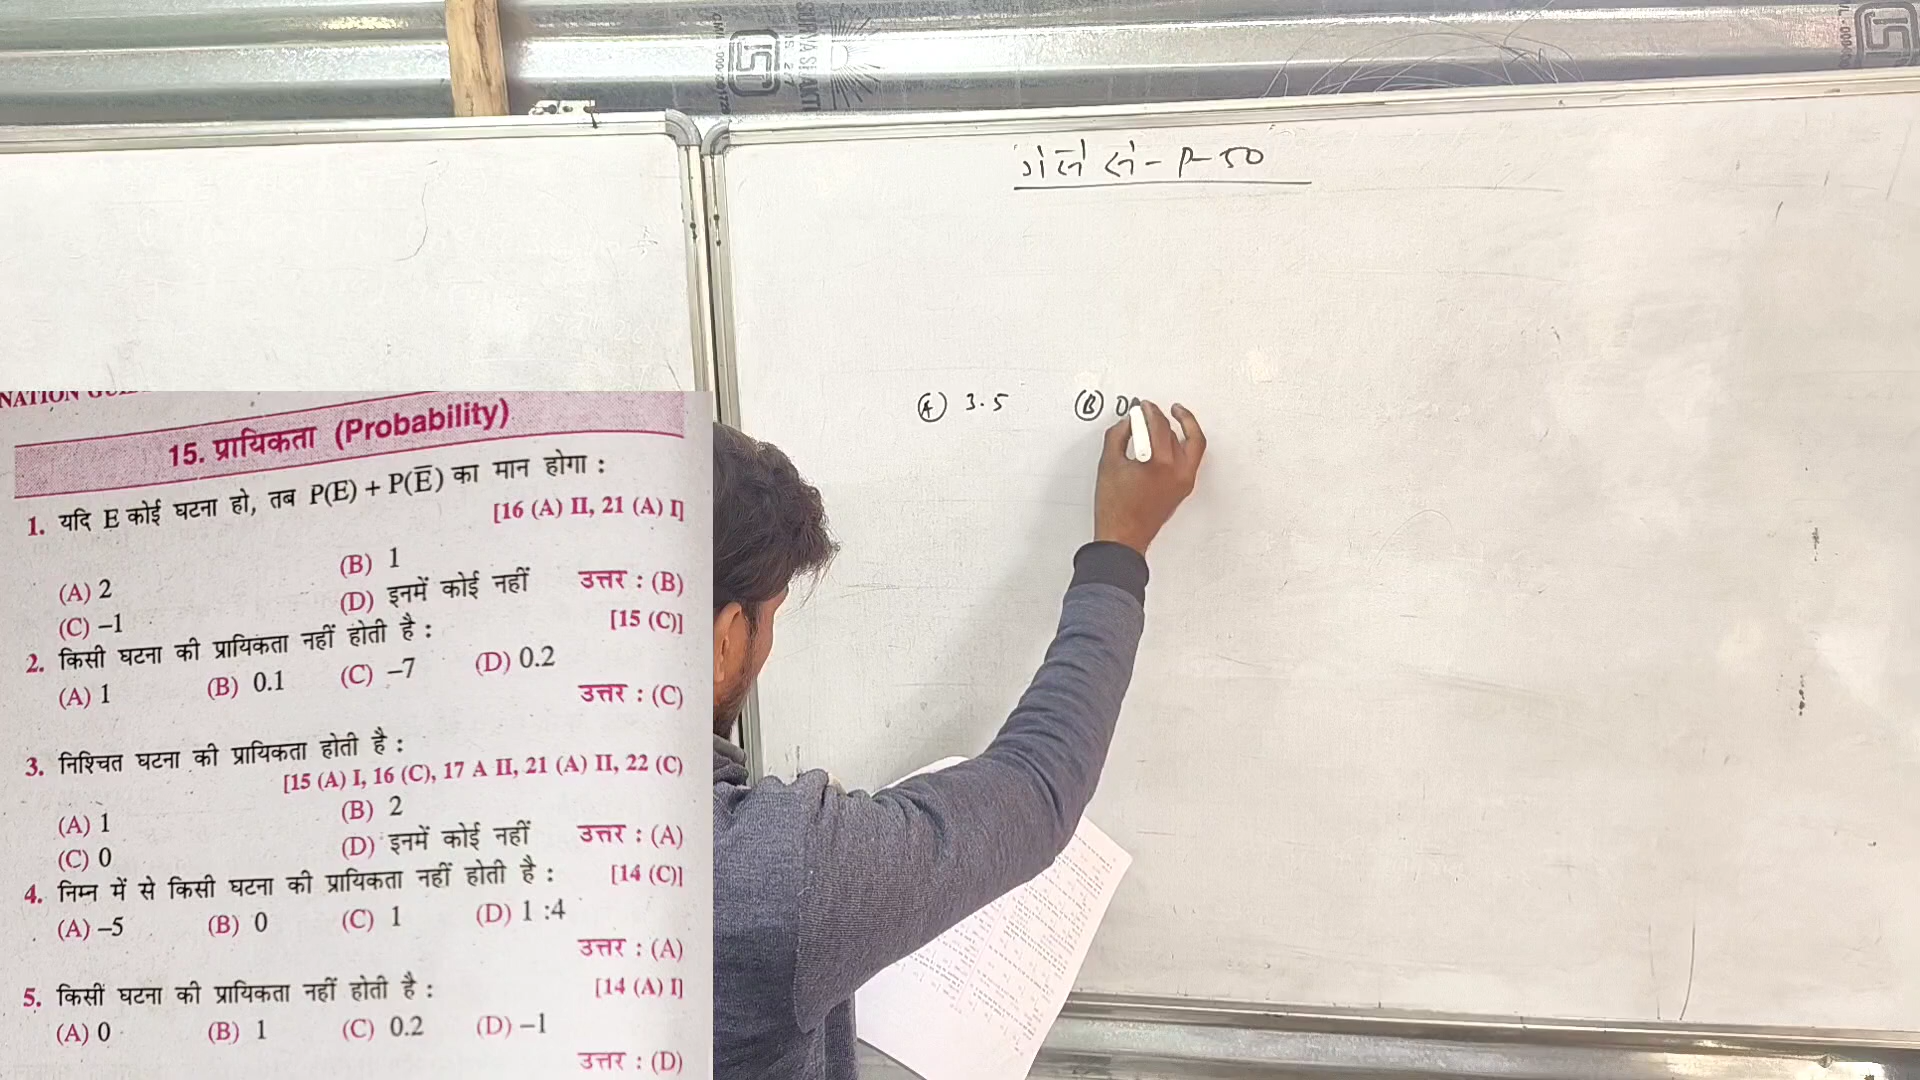 P-50
(A) 3.5 (B) 0
15. प्रायिकता (Probability)
1. यदि E कोई घटना हो, तब P(E) + P(E̅) का मान होगा :
[16 (A) II, 21 (A) I]
(A) 2 (B) 1
(C) –1 (D) इनमें कोई नहीं उत्तर : (B)
2. किसी घटना की प्रायिकता नहीं होती है : [15 (C)]
(A) 1 (B) 0.1 (C) –7 (D) 0.2
उत्तर : (C)
3. निश्चित घटना की प्रायिकता होती है :
[15 (A) I, 16 (C), 17 A II, 21 (A) II, 22 (C)
(A) 1 (B) 2
(C) 0 (D) इनमें कोई नहीं उत्तर : (A)
4. निम्न में से किसी घटना की प्रायिकता नहीं होती है : [14 (C)]
(A) –5 (B) 0 (C) 1 (D) 1 :4
उत्तर : (A)
5. किसी घटना की प्रायिकता नहीं होती है : [14 (A) I]
(A) 0 (B) 1 (C) 0.2 (D) –1
उत्तर : (D)